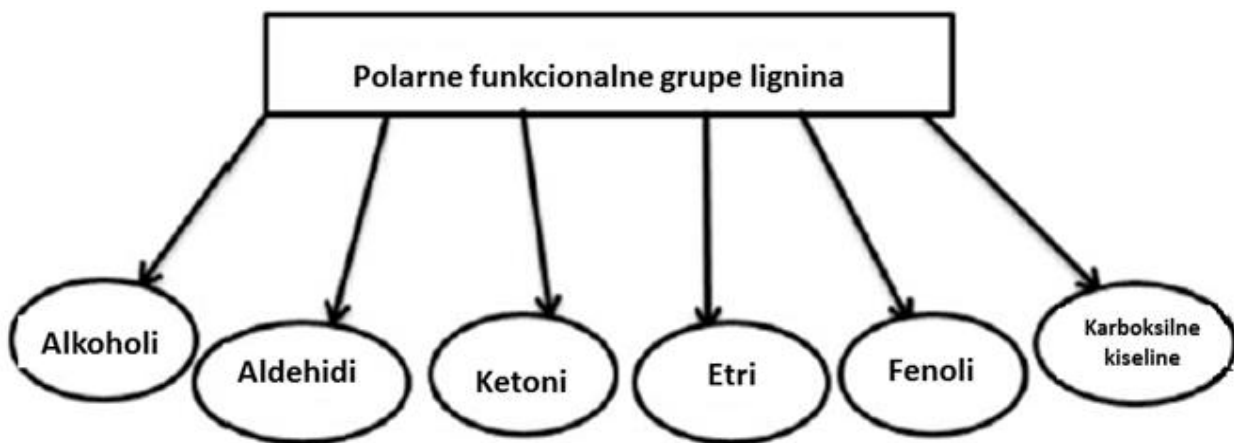 Polarne funkcionalne grupe lignina
Alkoholi
Aldehidi
Ketoni
Etri
Fenoli
Karboksilne
kiseline